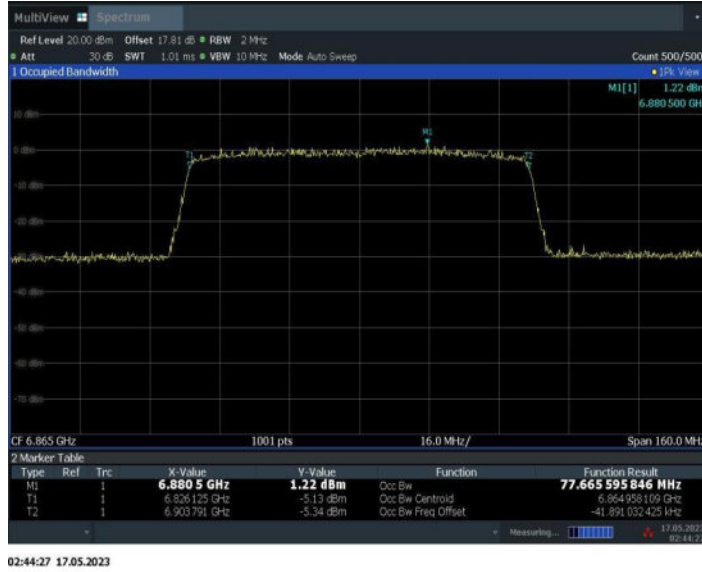 MultiView Spectrum
Ref Level 20.00 dBm Offset 17.81 dB RBW 2 MHz
Att 30 dB SWT 1.01 ms VBW 10 MHz Mode Auto Sweep Count 500/500
1 Occupied Bandwidth 1Pk View
M1[1] 1.22 dBm
6.880 500 GH
10 dBm
M1
0 dBm
T1 T2
-10 dBm
-20 dBm
-40 dBm
-50 dBm
-60 dBm
-70 dBm
CF 6.865 GHz 1001 pts 16.0 MHz/ Span 160.0 MHz
2 Marker Table
Type Ref Trc X-Value Y-Value Function Function Result
M1 1 6.880 5 GHz 1.22 dBm Occ Bw 77.665 595 846 MHz
T1 1 6.826 125 GHz -5.13 dBm Occ Bw Centroid 6.864 958 109 GHz
T2 1 6.903 791 GHz -5.34 dBm Occ Bw Freq Offset -41.891 032 425 kHz
Measuring... 17.05.2023
02:44:27
02:44:27 17.05.2023